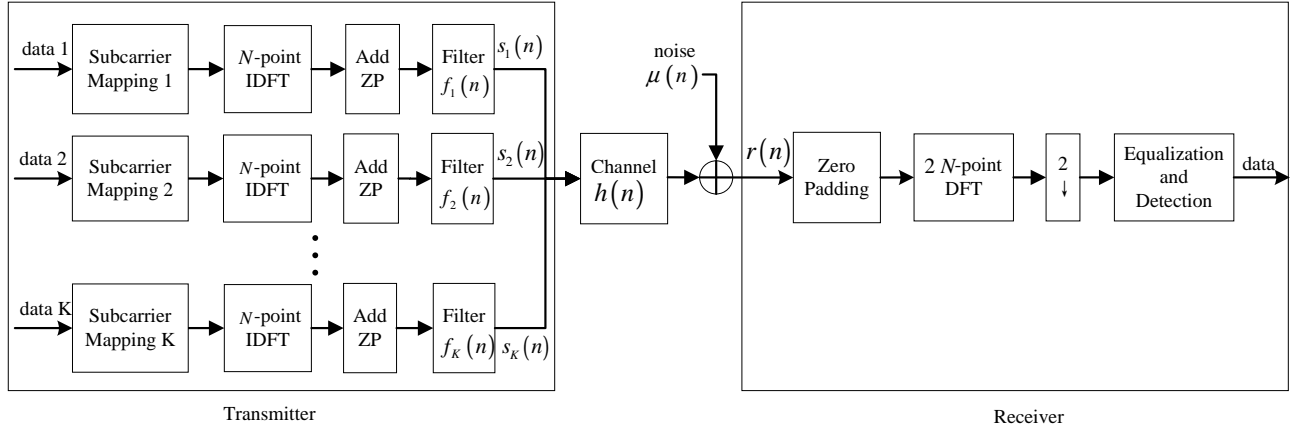 data 1
Subcarrier
Mapping 1
N-point
IDFT
Add
ZP
Filter
f₁(n)
s₁(n)
data 2
Subcarrier
Mapping 2
N-point
IDFT
Add
ZP
Filter
f₂(n)
s₂(n)
data K
Subcarrier
Mapping K
N-point
IDFT
Add
ZP
Filter
f_K(n)
s_K(n)
Transmitter
Channel
h(n)
noise
μ(n)
r(n)
Zero
Padding
2 N-point
DFT
2
↓
Equalization
and
Detection
data
Receiver